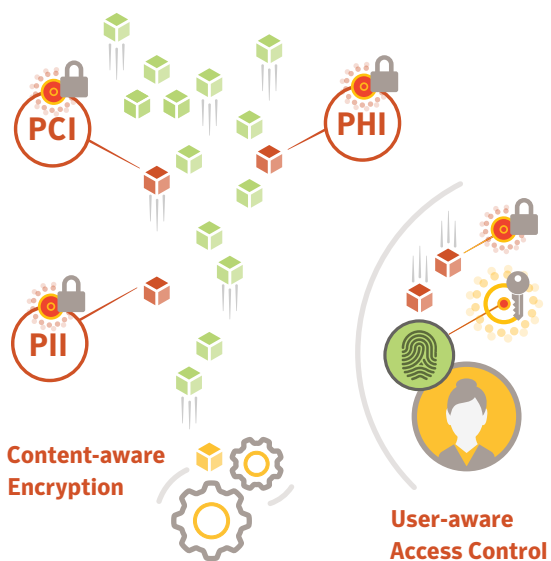 PCI
PHI
PII
Content-aware
Encryption
User-aware
Access Control